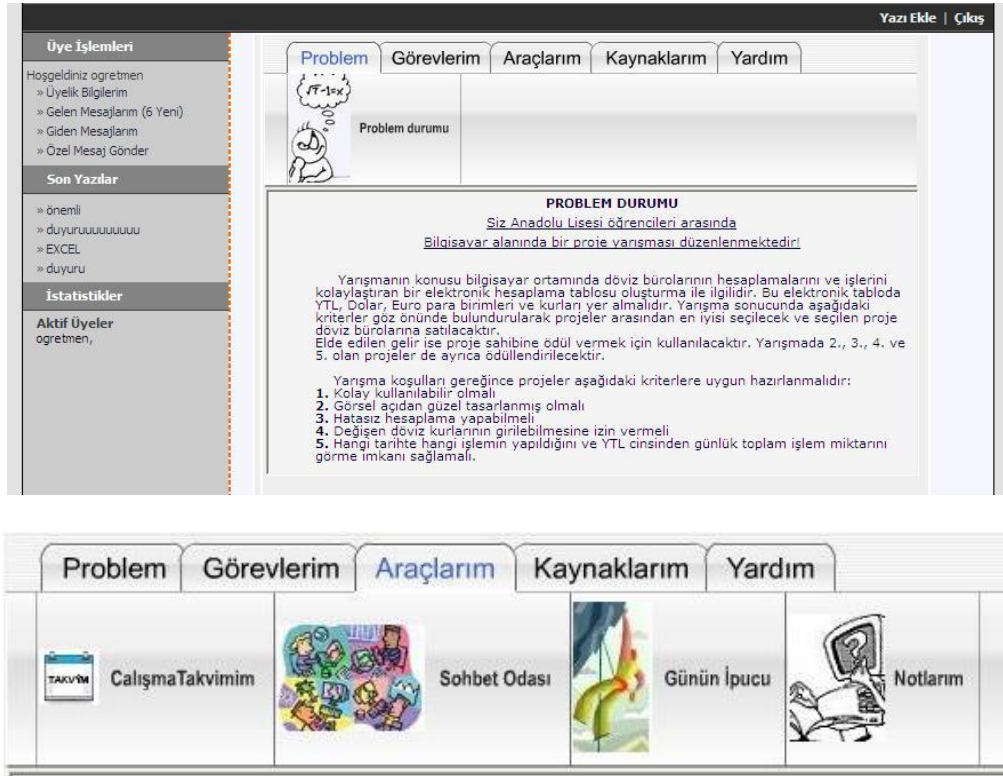 Yazı Ekle | Çıkış
Üye İşlemleri
Hoşgeldiniz ogretmen
» Üyelik Bilgilerim
» Gelen Mesajlarım (6 Yeni)
» Giden Mesajlarım
» Özel Mesaj Gönder
Son Yazılar
» önemli
» duyuruuuuuuuuu
» EXCEL
» duyuru
İstatistikler
Aktif Üyeler
ogretmen,
Problem Görevlerim Araçlarım Kaynaklarım Yardım
√T-1=x
Problem durumu
PROBLEM DURUMU
Siz Anadolu Lisesi öğrencileri arasında
Bilgisayar alanında bir proje yarışması düzenlenmektedir!
Yarışmanın konusu bilgisayar ortamında döviz bürolarının hesaplamalarını ve işlerini
kolaylaştıran bir elektronik hesaplama tablosu oluşturma ile ilgilidir. Bu elektronik tabloda
YTL, Dolar, Euro para birimleri ve kurları yer almalıdır. Yarışma sonucunda aşağıdaki
kriterler göz önünde bulundurularak projeler arasından en iyisi seçilecek ve seçilen proje
döviz bürolarına satılacaktır.
Elde edilen gelir ise proje sahibine ödül vermek için kullanılacaktır. Yarışmada 2., 3., 4. ve
5. olan projeler de ayrıca ödüllendirilecektir.
Yarışma koşulları gereğince projeler aşağıdaki kriterlere uygun hazırlanmalıdır:
1. Kolay kullanılabilir olmalı
2. Görsel açıdan güzel tasarlanmış olmalı
3. Hatasız hesaplama yapabilmeli
4. Değişen döviz kurlarının girilebilmesine izin vermeli
5. Hangi tarihte hangi işlemin yapıldığını ve YTL cinsinden günlük toplam işlem miktarını
görme imkanı sağlamalı.
Problem Görevlerim Araçlarım Kaynaklarım Yardım
TAKVİM
CalışmaTakvimim
Sohbet Odası
Günün İpucu
?
Notlarım